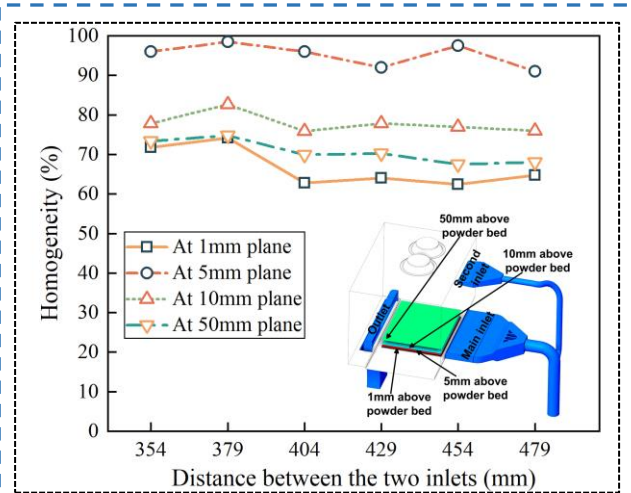 100
90
80
70
60
50
40
30
20
10
0
Homogeneity (%)
At 1mm plane
At 5mm plane
At 10mm plane
At 50mm plane
50mm above
powder bed
10mm above
powder bed
Second
inlet
Outlet
Main inlet
5mm above
powder bed
1mm above
powder bed
354 379 404 429 454 479
Distance between the two inlets (mm)